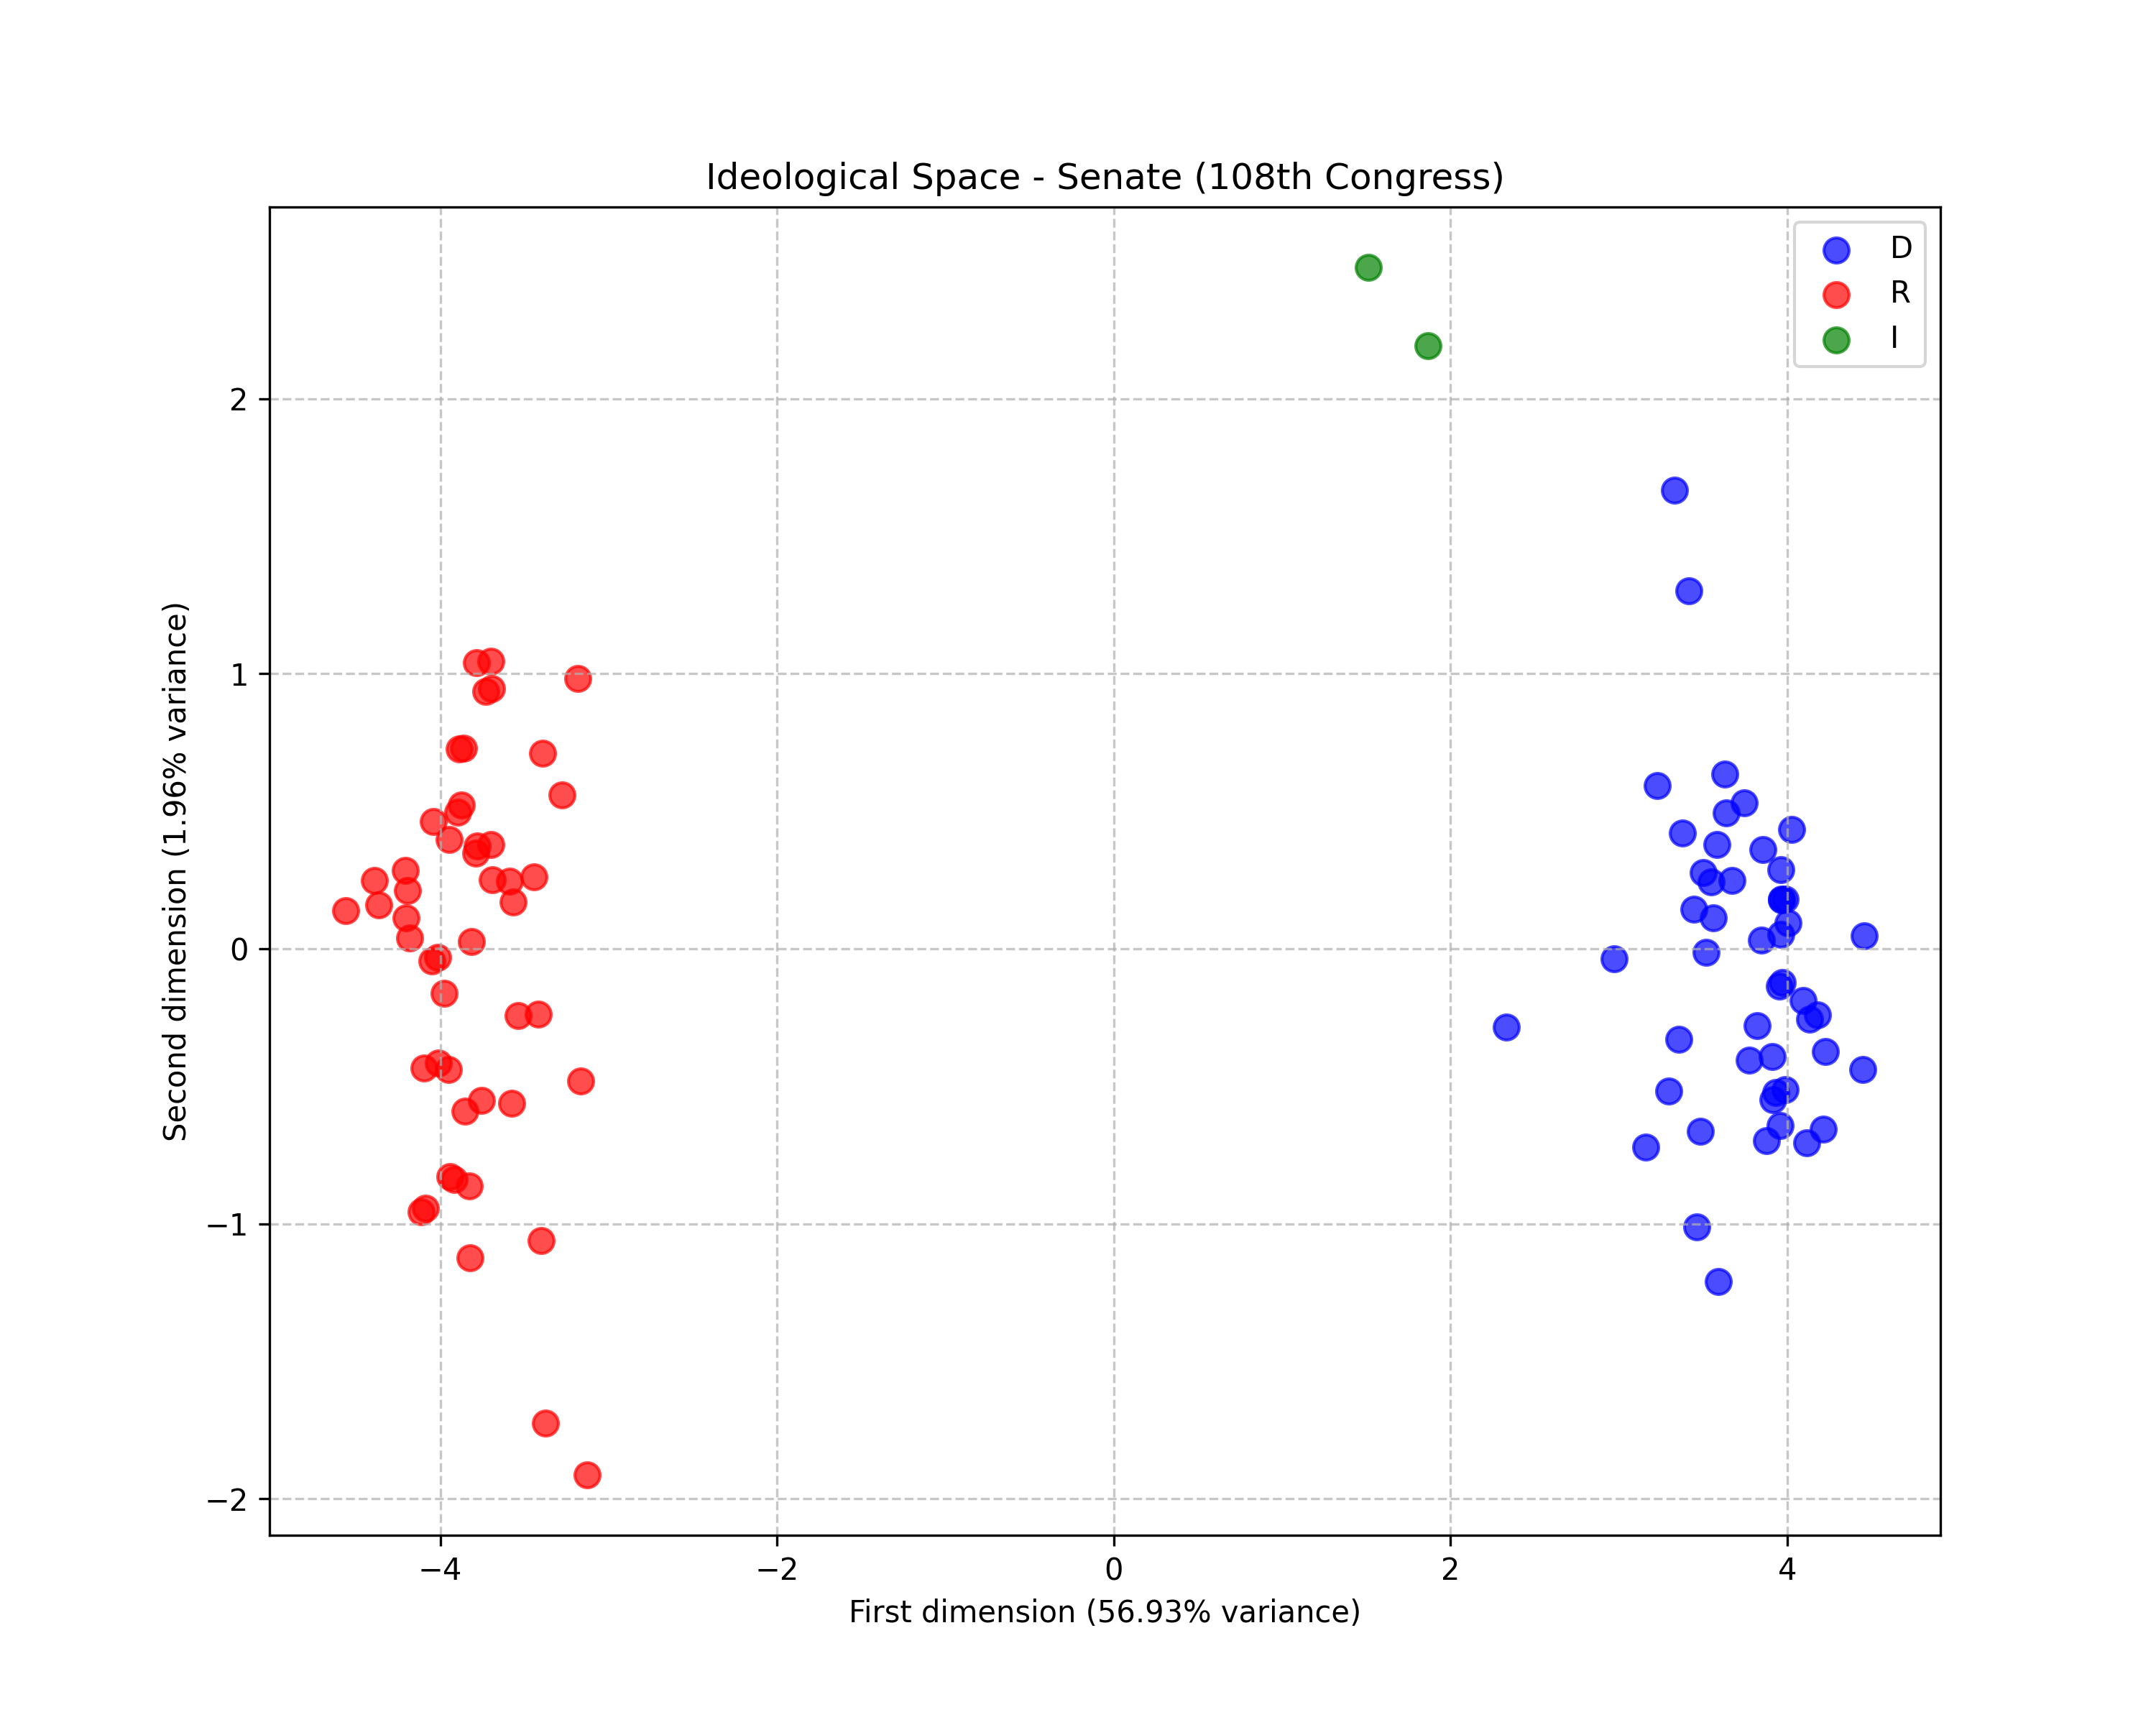 Ideological Space - Senate (108th Congress)
D
R
I
2
1
0
−1
−2
Second dimension (1.96% variance)
−4
−2
0
2
4
First dimension (56.93% variance)